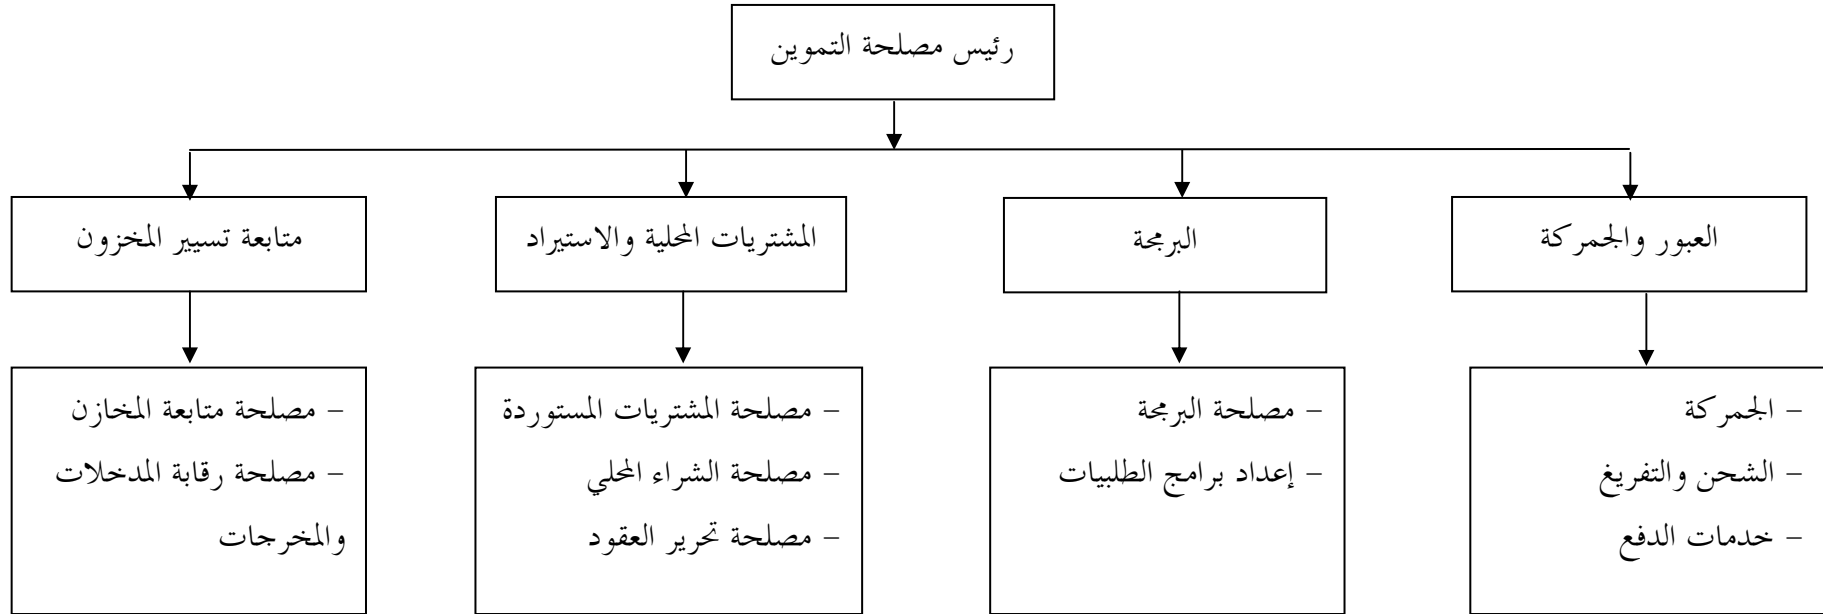 رئيس مصلحة التموين
العبور والجمركة
البرمجة
المشتريات المحلية والاستيراد
متابعة تسيير المخزون
– الجمركة
– الشحن والتفريغ
– خدمات الدفع
– مصلحة البرمجة
– إعداد برامج الطلبيات
– مصلحة المشتريات المستوردة
– مصلحة الشراء المحلي
– مصلحة تحرير العقود
– مصلحة متابعة المخازن
– مصلحة رقابة المدخلات
والمخرجات